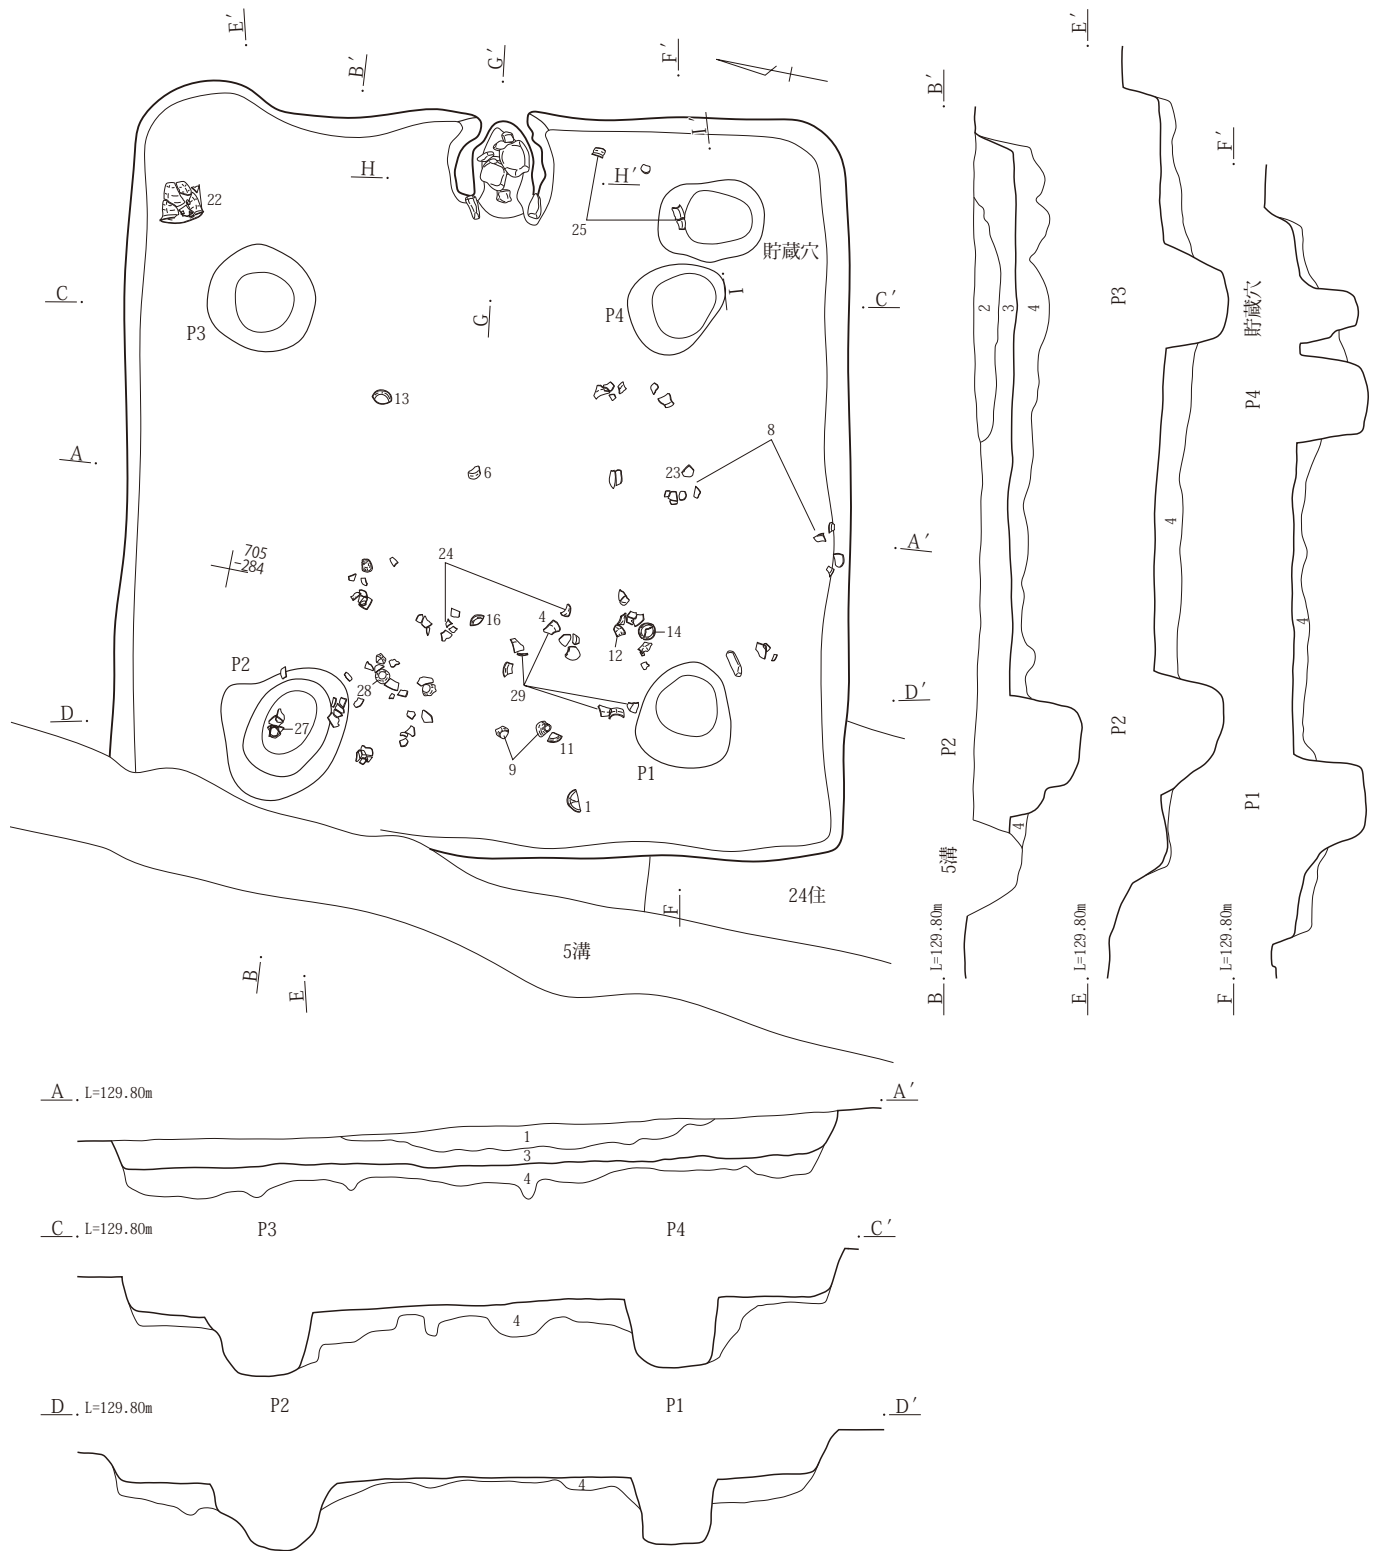 E′
B′
G′
F′
I′
H
H′
22
25
貯蔵穴
C
C′
P3
G
P4
I
13
A
6
23
8
A′
705
-284
24
4
16
12
14
P2
28
29
D
D′
27
9
11
P1
1
24住
F
5溝
B
E
B′
2
3
4
P2
4
5溝
L=129.80m
B
E′
P3
4
P2
L=129.80m
E
F′
貯蔵穴
P4
4
P1
L=129.80m
F
A L=129.80m A′
1
3
4
C L=129.80m P3 P4 C′
4
D L=129.80m P2 P1 D′
4